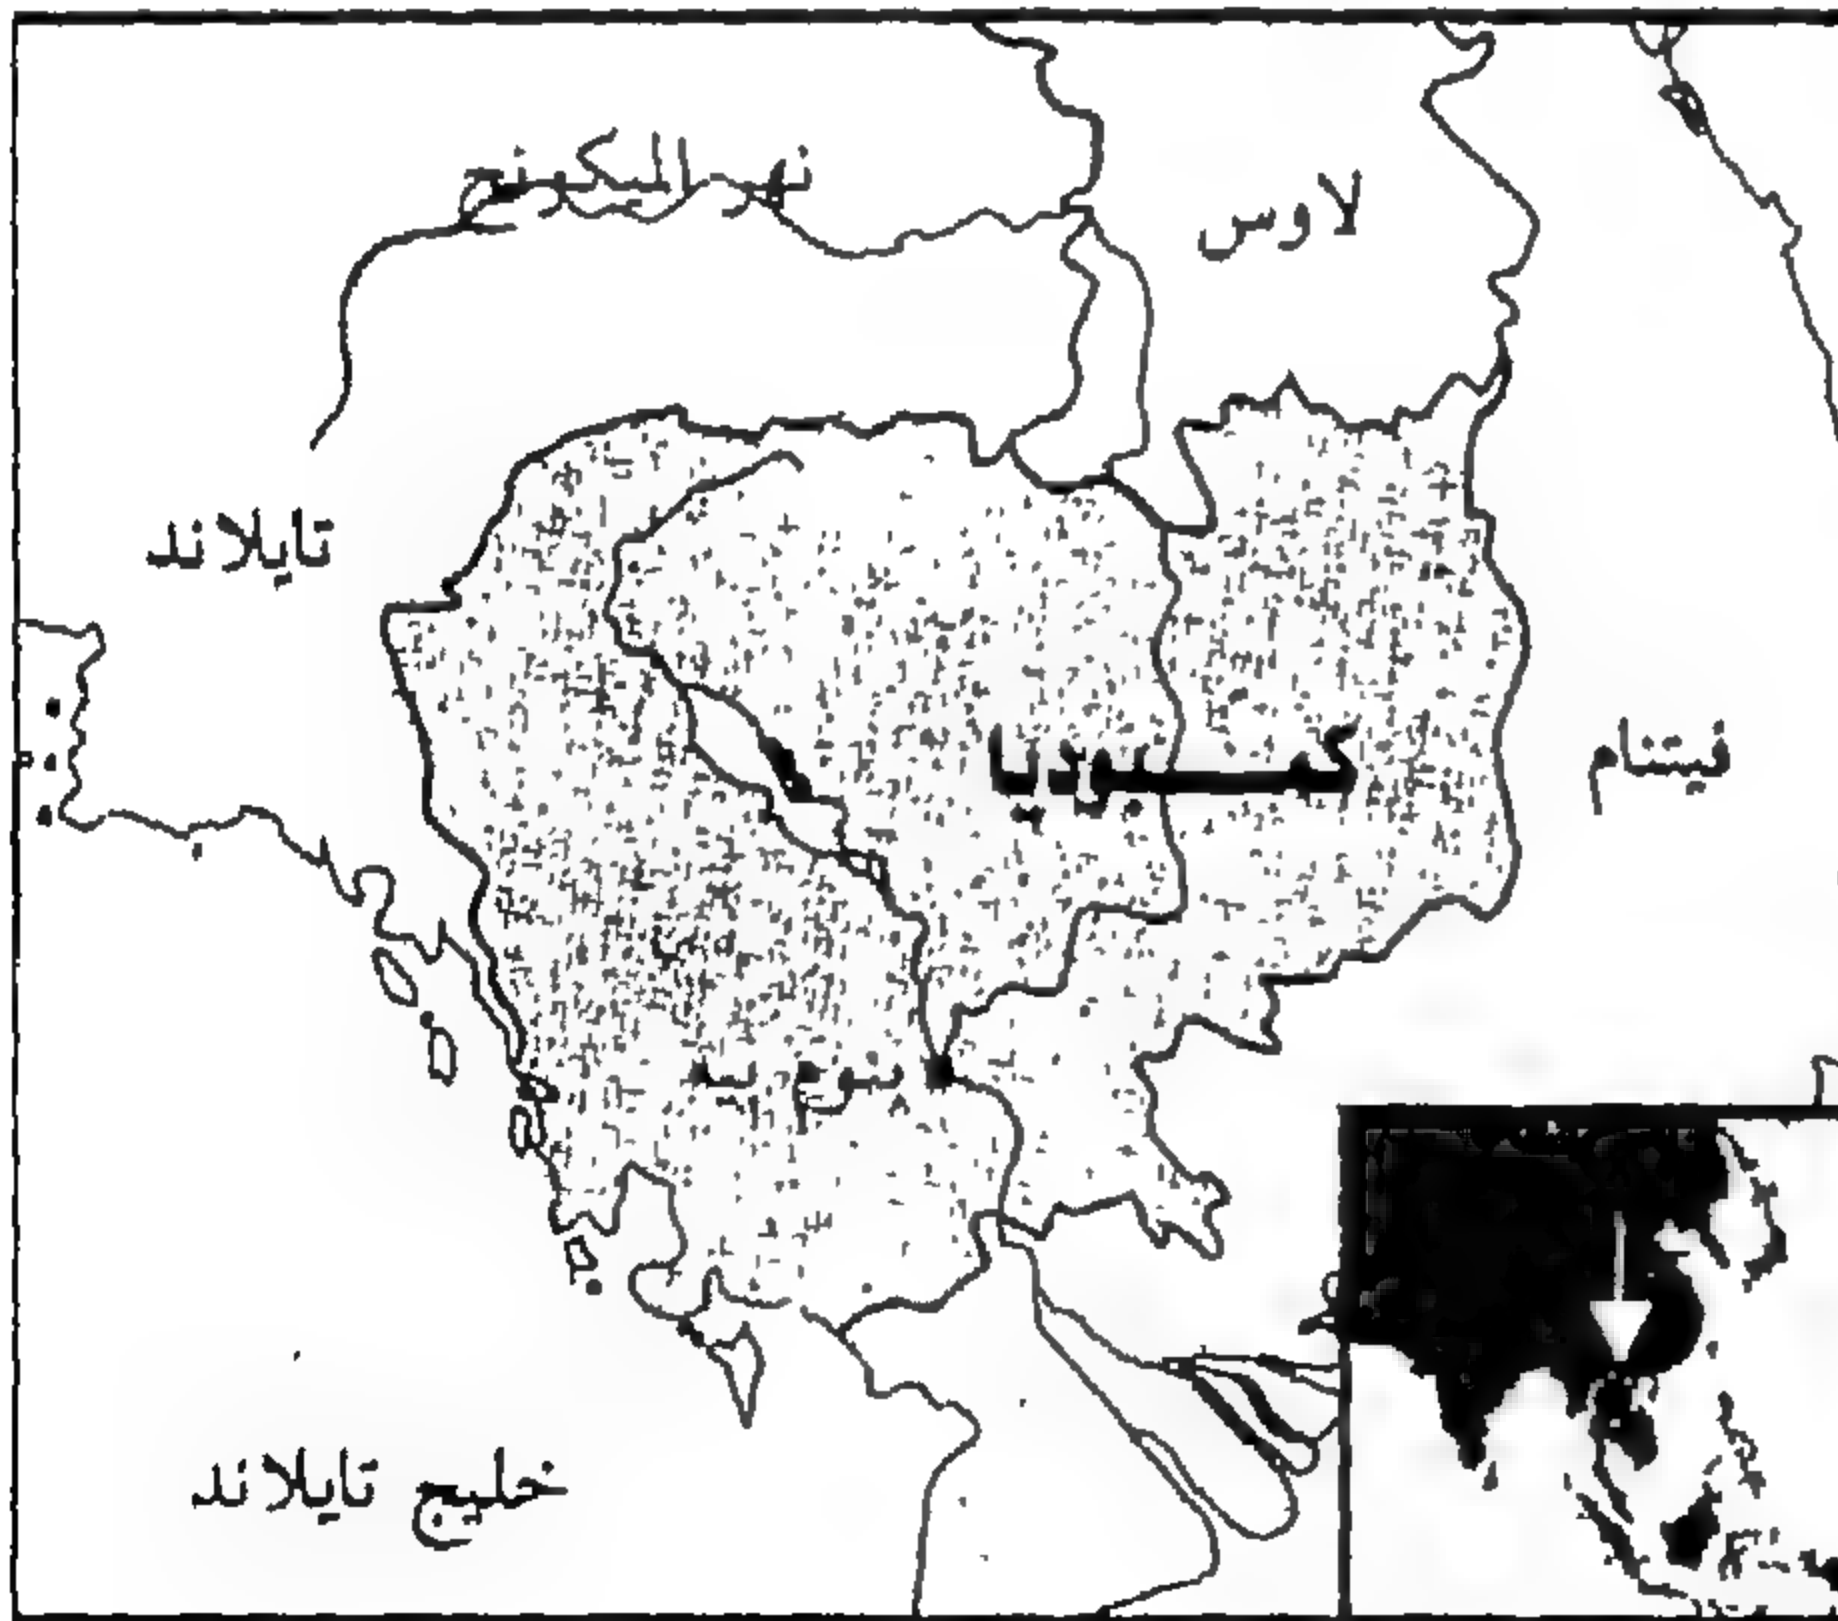 نهر الميكونج
لاوس
تايلاند
كمبوديا
فيتنام
خليج تايلاند